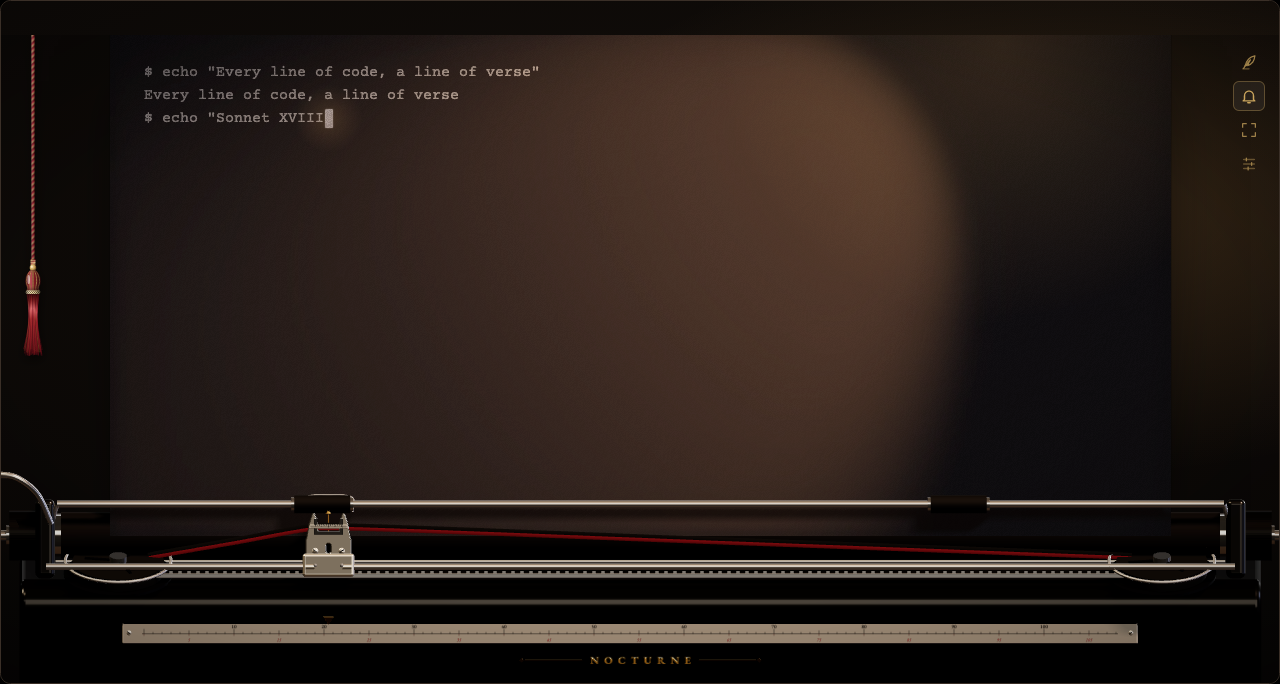 $ echo "Every line of code, a line of verse"
Every line of code, a line of verse
$ echo "Sonnet XVIII
NOCTURNE